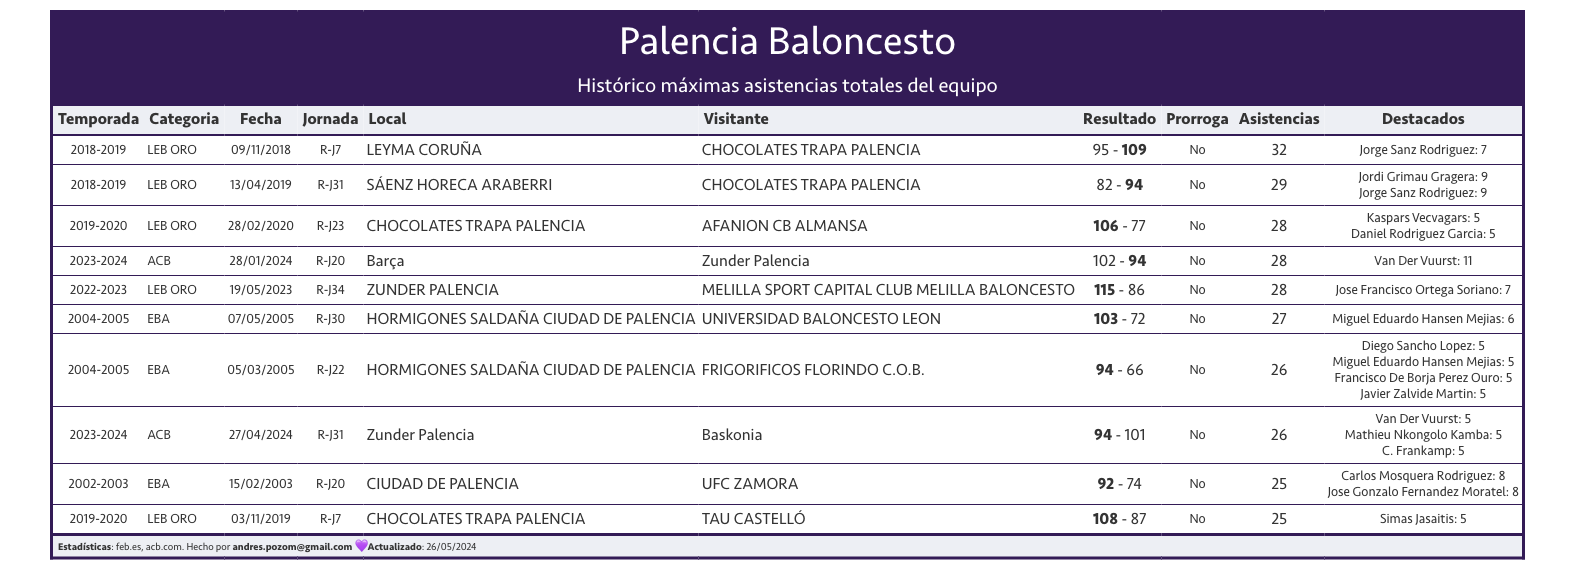 Palencia Baloncesto
Histórico máximas asistencias totales del equipo
Temporada Categoria Fecha Jornada Local Visitante Resultado Prorroga Asistencias Destacados
2018-2019 LEB ORO 09/11/2018 R-J7 LEYMA CORUÑA CHOCOLATES TRAPA PALENCIA 95 - 109 No 32 Jorge Sanz Rodriguez: 7
2018-2019 LEB ORO 13/04/2019 R-J31 SÁENZ HORECA ARABERRI CHOCOLATES TRAPA PALENCIA 82 - 94 No 29 Jordi Grimau Gragera: 9
Jorge Sanz Rodriguez: 9
2019-2020 LEB ORO 28/02/2020 R-J23 CHOCOLATES TRAPA PALENCIA AFANION CB ALMANSA 106 - 77 No 28 Kaspars Vecvagars: 5
Daniel Rodriguez Garcia: 5
2023-2024 ACB 28/01/2024 R-J20 Barça Zunder Palencia 102 - 94 No 28 Van Der Vuurst: 11
2022-2023 LEB ORO 19/05/2023 R-J34 ZUNDER PALENCIA MELILLA SPORT CAPITAL CLUB MELILLA BALONCESTO 115 - 86 No 28 Jose Francisco Ortega Soriano: 7
2004-2005 EBA 07/05/2005 R-J30 HORMIGONES SALDAÑA CIUDAD DE PALENCIA UNIVERSIDAD BALONCESTO LEON 103 - 72 No 27 Miguel Eduardo Hansen Mejias: 6
2004-2005 EBA 05/03/2005 R-J22 HORMIGONES SALDAÑA CIUDAD DE PALENCIA FRIGORIFICOS FLORINDO C.O.B. 94 - 66 No 26 Diego Sancho Lopez: 5
Miguel Eduardo Hansen Mejias: 5
Francisco De Borja Perez Ouro: 5
Javier Zalvide Martin: 5
2023-2024 ACB 27/04/2024 R-J31 Zunder Palencia Baskonia 94 - 101 No 26 Van Der Vuurst: 5
Mathieu Nkongolo Kamba: 5
C. Frankamp: 5
2002-2003 EBA 15/02/2003 R-J20 CIUDAD DE PALENCIA UFC ZAMORA 92 - 74 No 25 Carlos Mosquera Rodriguez: 8
Jose Gonzalo Fernandez Moratel: 8
2019-2020 LEB ORO 03/11/2019 R-J7 CHOCOLATES TRAPA PALENCIA TAU CASTELLÓ 108 - 87 No 25 Simas Jasaitis: 5
Estadísticas: feb.es, acb.com. Hecho por andres.pozom@gmail.com 💜Actualizado: 26/05/2024